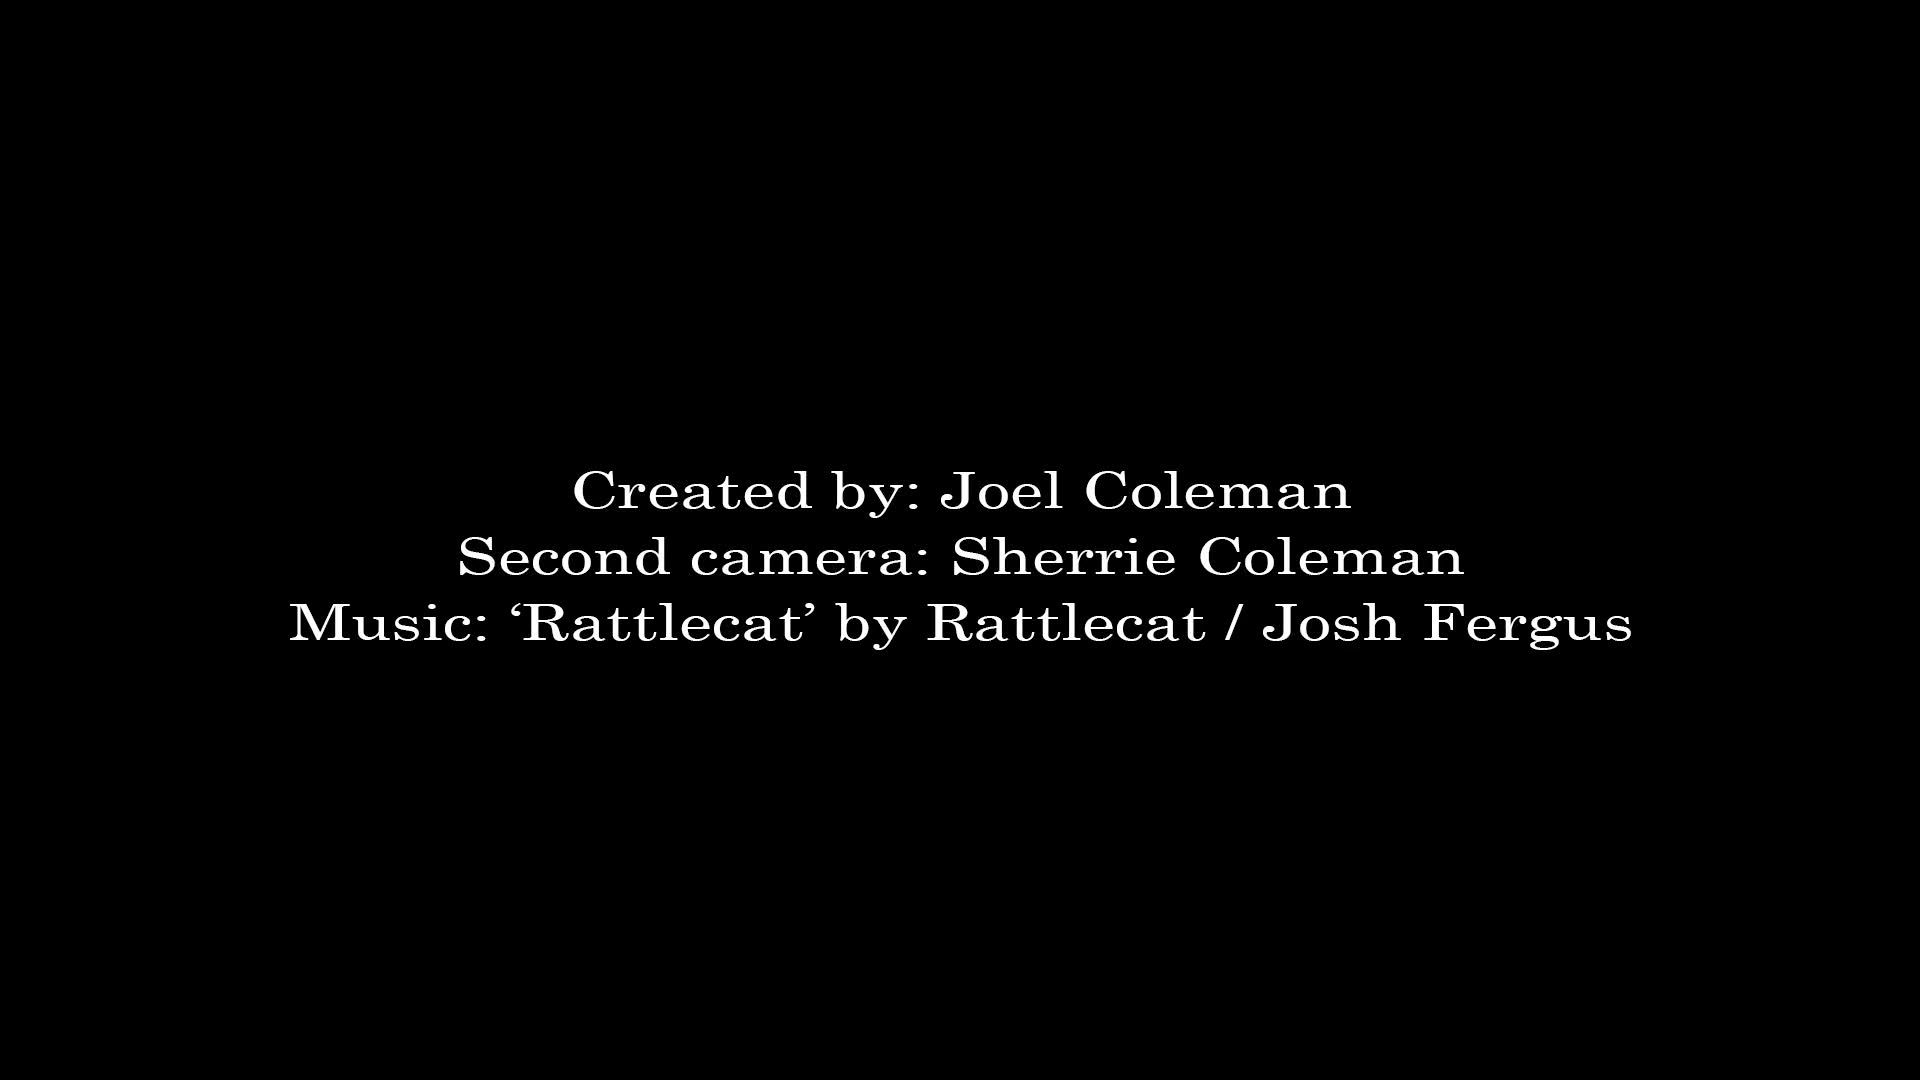 Created by: Joel Coleman
Second camera: Sherrie Coleman
Music: ‘Rattlecat’ by Rattlecat / Josh Fergus